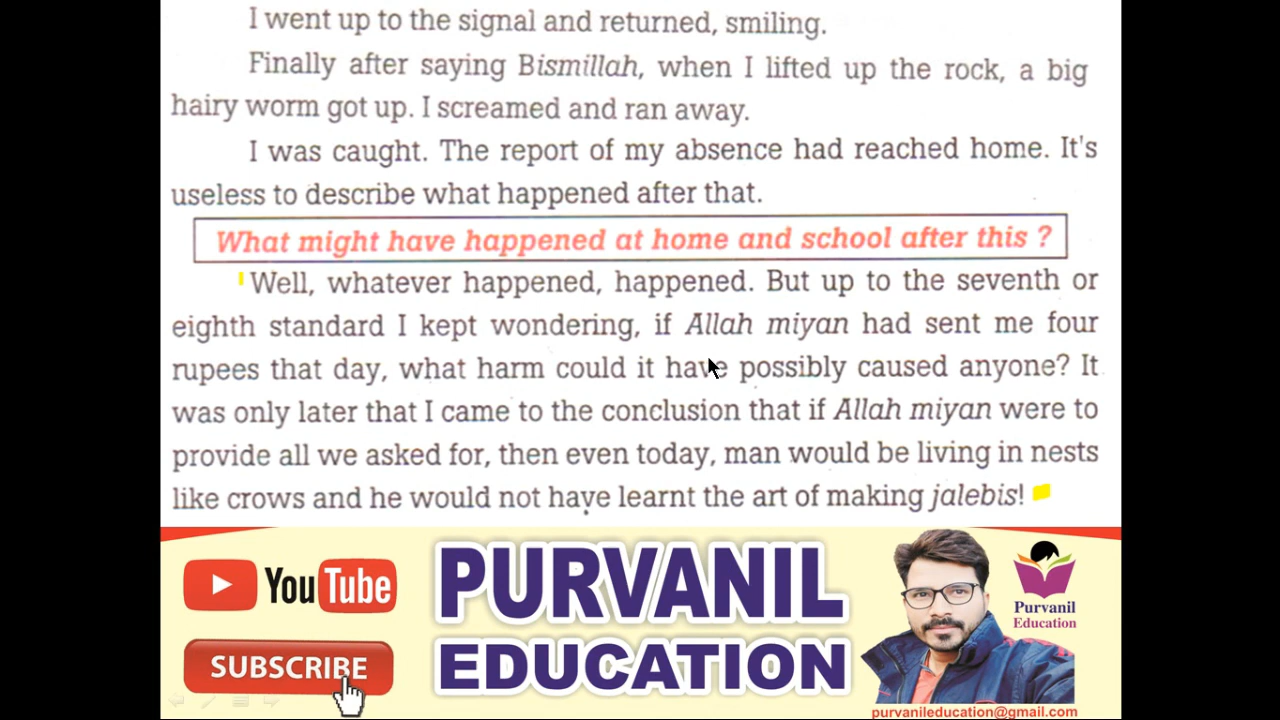 I went up to the signal and returned, smiling.
Finally after saying Bismillah, when I lifted up the rock, a big
hairy worm got up. I screamed and ran away.
I was caught. The report of my absence had reached home. It's
useless to describe what happened after that.
What might have happened at home and school after this ?
Well, whatever happened, happened. But up to the seventh or
eighth standard I kept wondering, if Allah miyan had sent me four
rupees that day, what harm could it have possibly caused anyone? It
was only later that I came to the conclusion that if Allah miyan were to
provide all we asked for, then even today, man would be living in nests
like crows and he would not have learnt the art of making jalebis!
YouTube
SUBSCRIBE
PURVANIL
EDUCATION
Purvanil
Education
purvanileducation@gmail.com